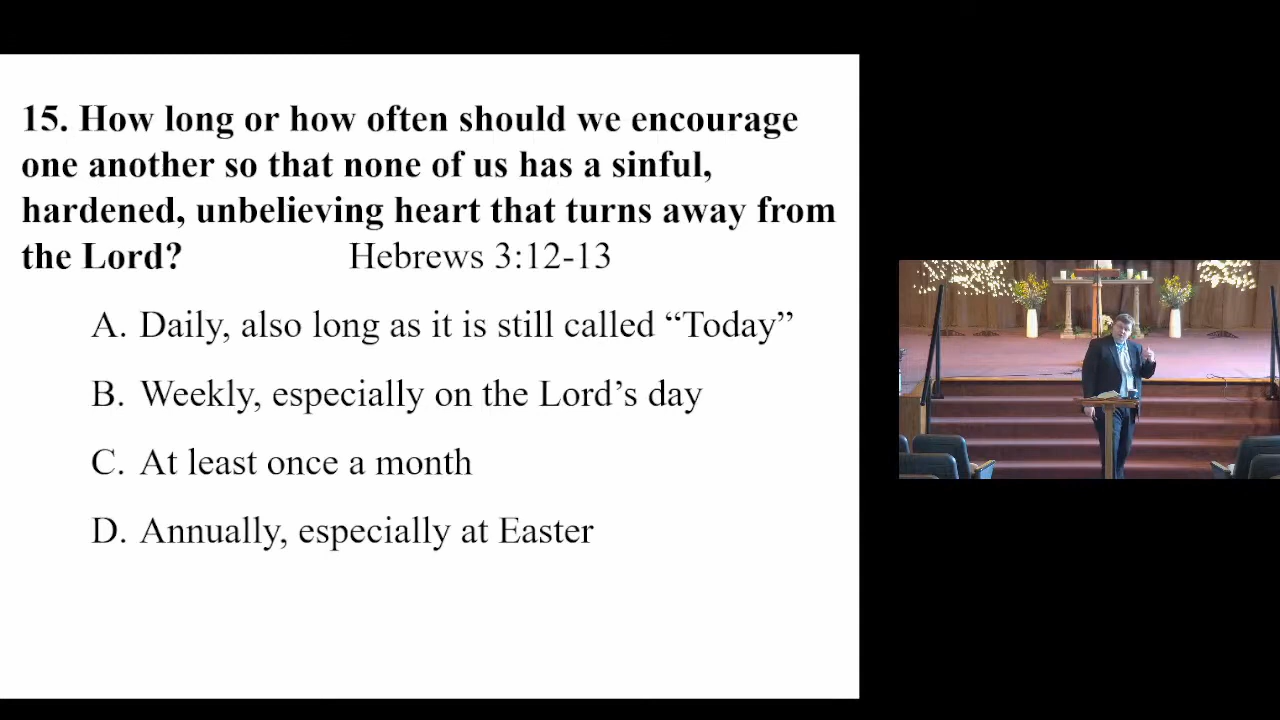 15. How long or how often should we encourage
one another so that none of us has a sinful,
hardened, unbelieving heart that turns away from
the Lord? Hebrews 3:12-13
A. Daily, also long as it is still called “Today”
B. Weekly, especially on the Lord’s day
C. At least once a month
D. Annually, especially at Easter